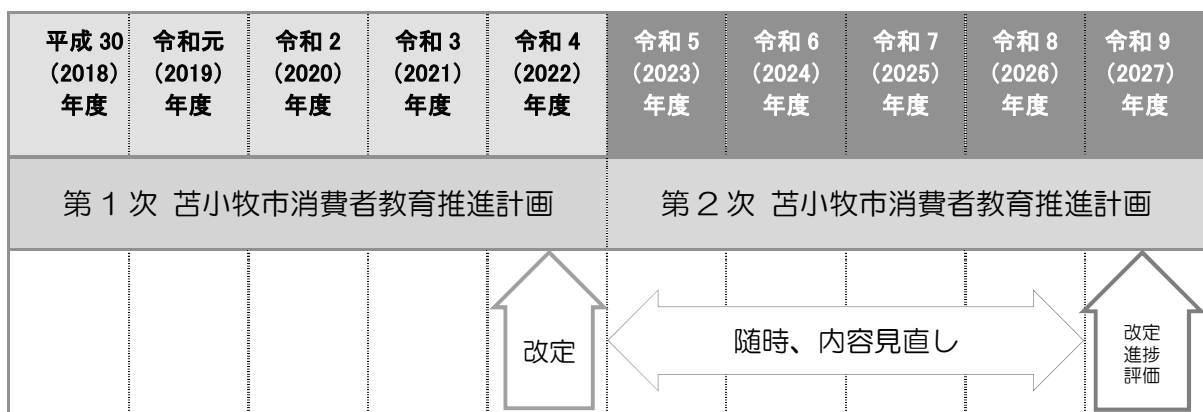 平成 30
（2018）
年度
令和元
（2019）
年度
令和 2
（2020）
年度
令和 3
（2021）
年度
令和 4
（2022）
年度
令和 5
（2023）
年度
令和 6
（2024）
年度
令和 7
（2025）
年度
令和 8
（2026）
年度
令和 9
（2027）
年度
第 1 次 苫小牧市消費者教育推進計画
第 2 次 苫小牧市消費者教育推進計画
改定
随時、内容見直し
改定
進捗
評価